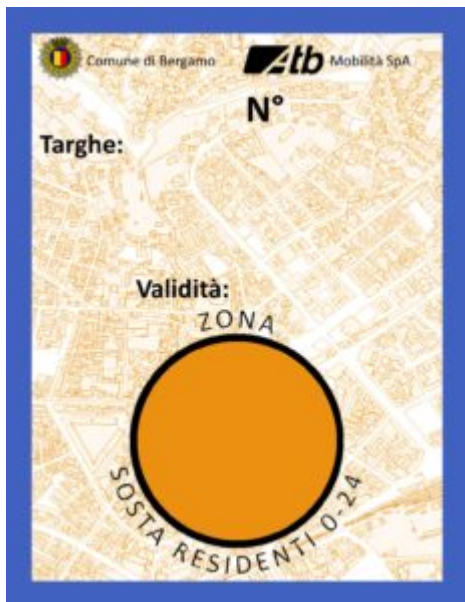 Comune di Bergamo Atb Mobilità SpA
N°
Targhe:
Validità:
ZONA
SOSTA RESIDENTI 0-24